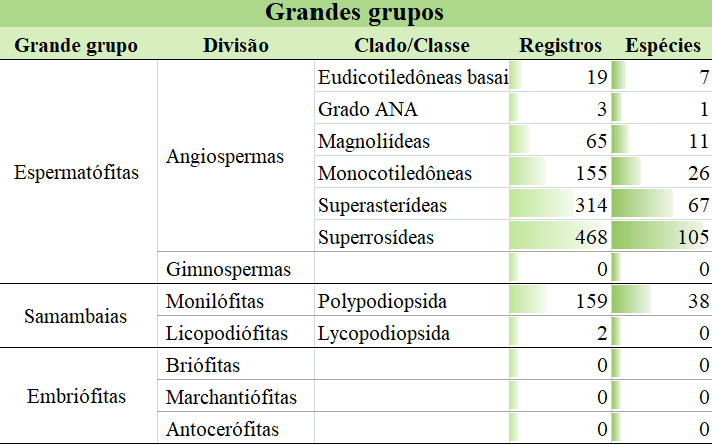 Grandes grupos
Grande grupo Divisão Clado/Classe Registros Espécies
Eudicotiledôneas basai 19 7
Grado ANA 3 1
Magnoliídeas 65 11
Espermatófitas Angiospermas Monocotiledôneas 155 26
Superasterídeas 314 67
Superrosídeas 468 105
Gimnospermas 0 0
Samambaias Monilófitas Polypodiopsida 159 38
Licopodiófitas Lycopodiopsida 2 0
Briófitas 0 0
Embriófitas Marchantiófitas 0 0
Antocerófitas 0 0